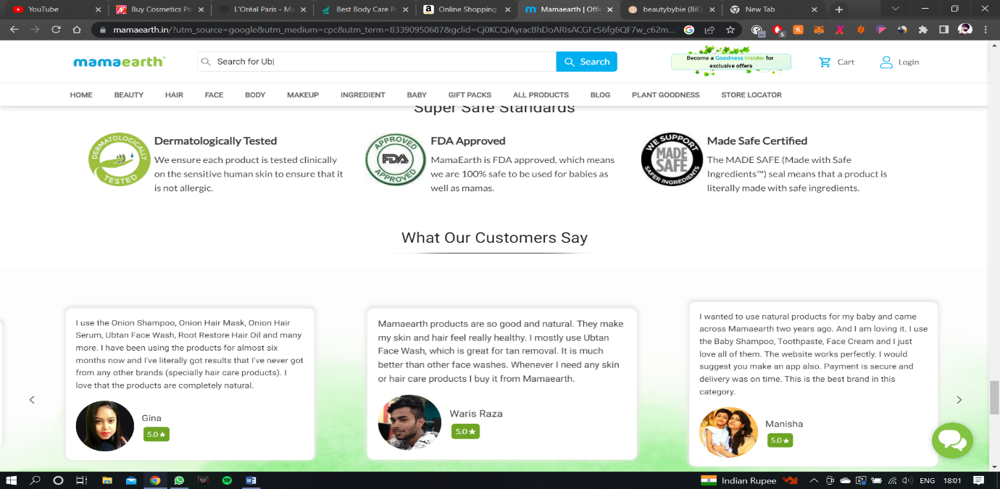 YouTube
Buy Cosmetics Pr
L'Oréal Paris - Ma
Best Body Care P
Online Shopping
Mamaearth | Offi
beautybybie (BiE)
New Tab
mamaearth.in/?utm_source=google&utm_medium=cpc&utm_term=83390950687&gclid=Cj0KCQiAyracBhDoARIsACGFcS6fg6QF7w_c62m...
mamaearth
Search for Ub|
Search
Become a Goodness Insider for
exclusive offers
Cart
Login
HOME BEAUTY HAIR FACE BODY MAKEUP INGREDIENT BABY GIFT PACKS ALL PRODUCTS BLOG PLANT GOODNESS STORE LOCATOR
Super Safe Standards
DERMATOLOGICALLY TESTED
Dermatologically Tested
We ensure each product is tested clinically
on the sensitive human skin to ensure that it
is not allergic.
APPROVED FDA APPROVED
FDA Approved
MamaEarth is FDA approved, which means
we are 100% safe to be used for babies as
well as mamas.
WE SUPPORT MADE SAFE SAFER INGREDIENTS
Made Safe Certified
The MADE SAFE (Made with Safe
Ingredients™) seal means that a product is
literally made with safe ingredients.
What Our Customers Say
I use the Onion Shampoo, Onion Hair Mask, Onion Hair
Serum, Ubtan Face Wash, Root Restore Hair Oil and many
more. I have been using the products for almost six
months now and I've literally got results that I've never got
from any other brands (specially hair care products). I
love that the products are completely natural.
Gina
5.0 ★
Mamaearth products are so good and natural. They make
my skin and hair feel really healthy. I mostly use Ubtan
Face Wash, which is great for tan removal. It is much
better than other face washes. Whenever I need any skin
or hair care products I buy it from Mamaearth.
Waris Raza
5.0 ★
I wanted to use natural products for my baby and came
across Mamaearth two years ago. And I am loving it. I use
the Baby Shampoo, Toothpaste, Face Cream and I just
love all of them. The website works perfectly. I would
suggest you make an app also. Payment is secure and
delivery was on time. This is the best brand in this
category.
Manisha
5.0 ★
Indian Rupee
ENG
18:01